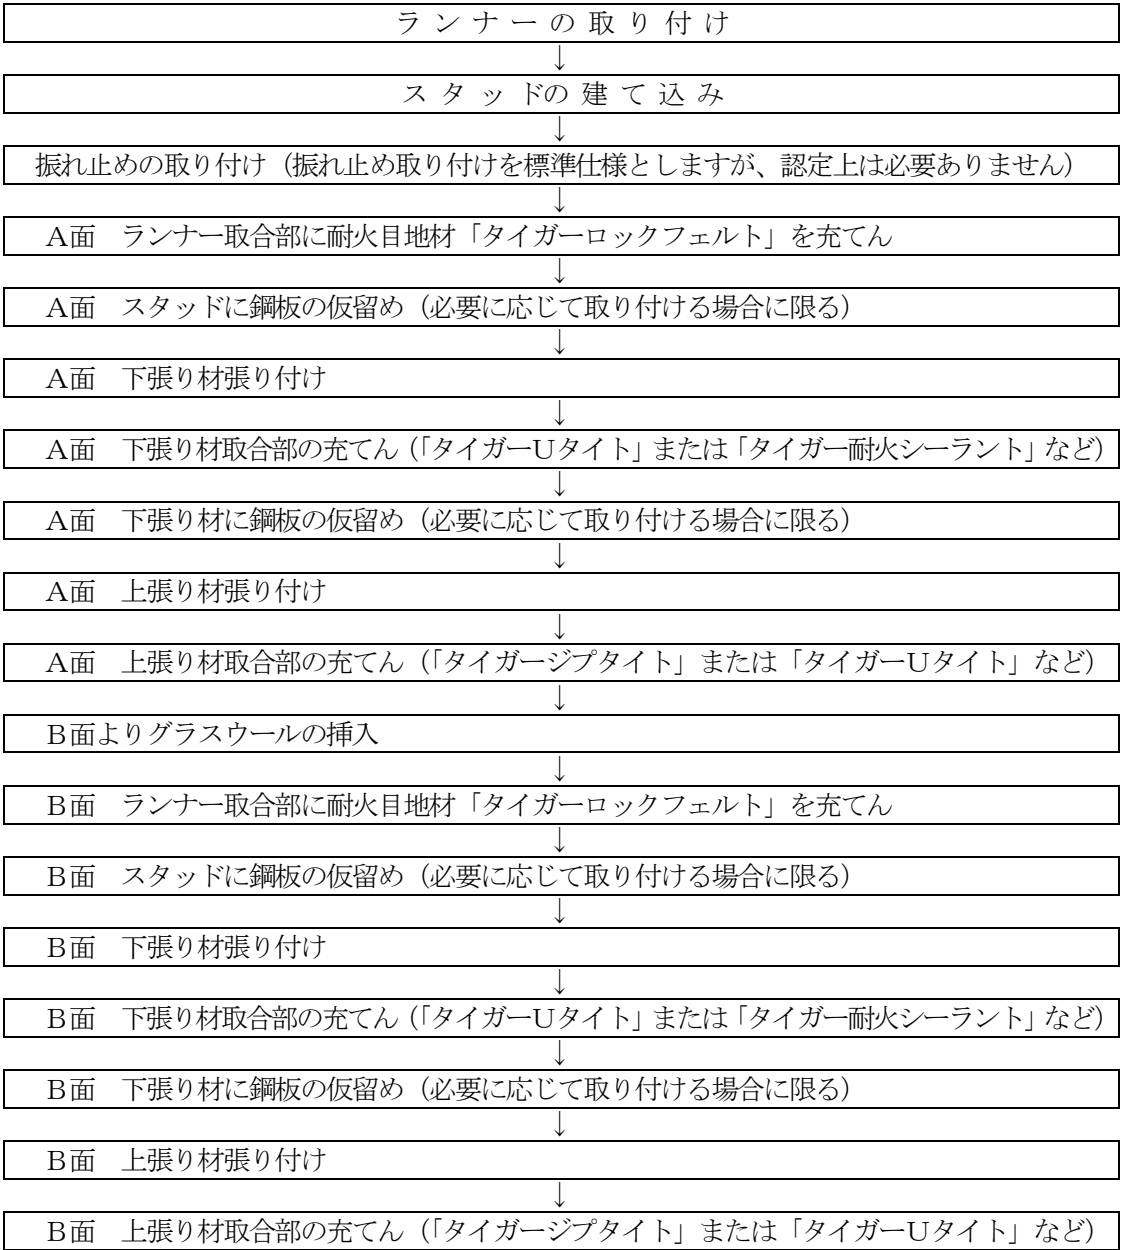 ランナーの取り付け
↓
スタッドの建て込み
↓
振れ止めの取り付け（振れ止め取り付けを標準仕様としますが、認定上は必要ありません）
↓
A面　ランナー取合部に耐火目地材「タイガーロックフェルト」を充てん
↓
A面　スタッドに鋼板の仮留め（必要に応じて取り付ける場合に限る）
↓
A面　下張り材張り付け
↓
A面　下張り材取合部の充てん（「タイガーUタイト」または「タイガー耐火シーラント」など）
↓
A面　下張り材に鋼板の仮留め（必要に応じて取り付ける場合に限る）
↓
A面　上張り材張り付け
↓
A面　上張り材取合部の充てん（「タイガージプタイト」または「タイガーUタイト」など）
↓
B面よりグラスウールの挿入
↓
B面　ランナー取合部に耐火目地材「タイガーロックフェルト」を充てん
↓
B面　スタッドに鋼板の仮留め（必要に応じて取り付ける場合に限る）
↓
B面　下張り材張り付け
↓
B面　下張り材取合部の充てん（「タイガーUタイト」または「タイガー耐火シーラント」など）
↓
B面　下張り材に鋼板の仮留め（必要に応じて取り付ける場合に限る）
↓
B面　上張り材張り付け
↓
B面　上張り材取合部の充てん（「タイガージプタイト」または「タイガーUタイト」など）